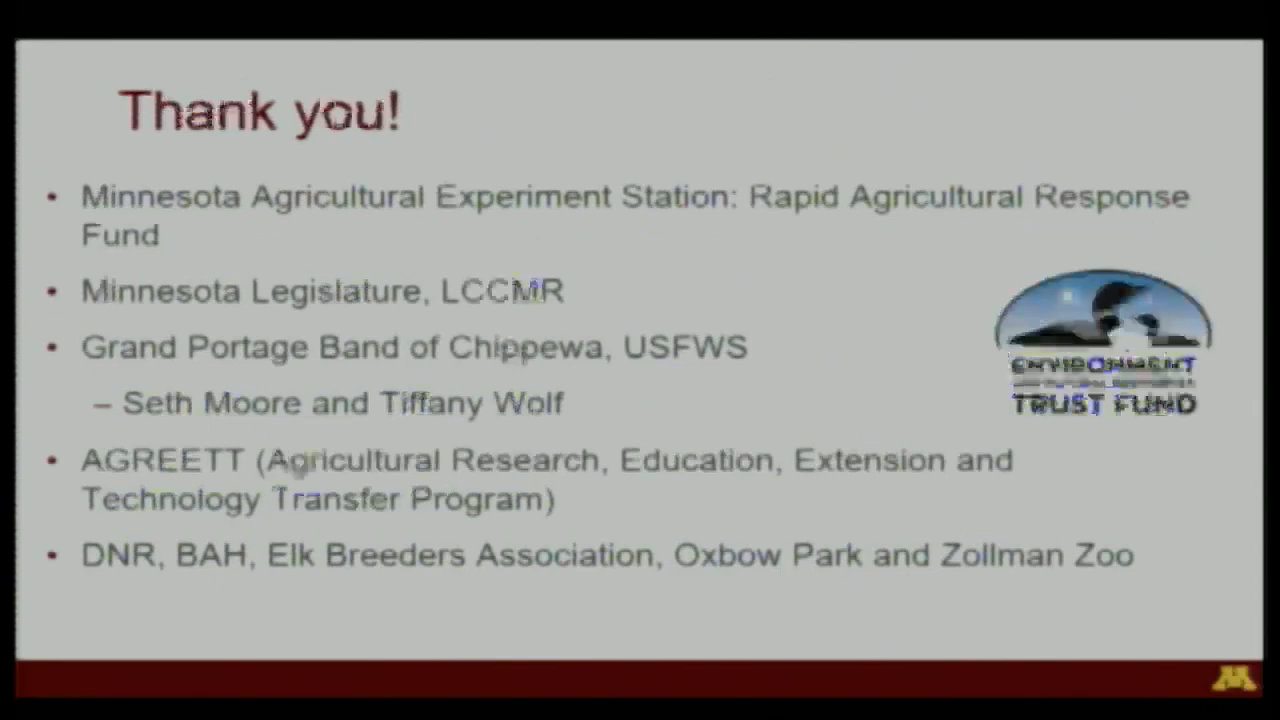 Thank you!
• Minnesota Agricultural Experiment Station: Rapid Agricultural Response
Fund
• Minnesota Legislature, LCCMR
• Grand Portage Band of Chippewa, USFWS
– Seth Moore and Tiffany Wolf
• AGREETT (Agricultural Research, Education, Extension and
Technology Transfer Program)
• DNR, BAH, Elk Breeders Association, Oxbow Park and Zollman Zoo
ENVIRONMENT
TRUST FUND
M